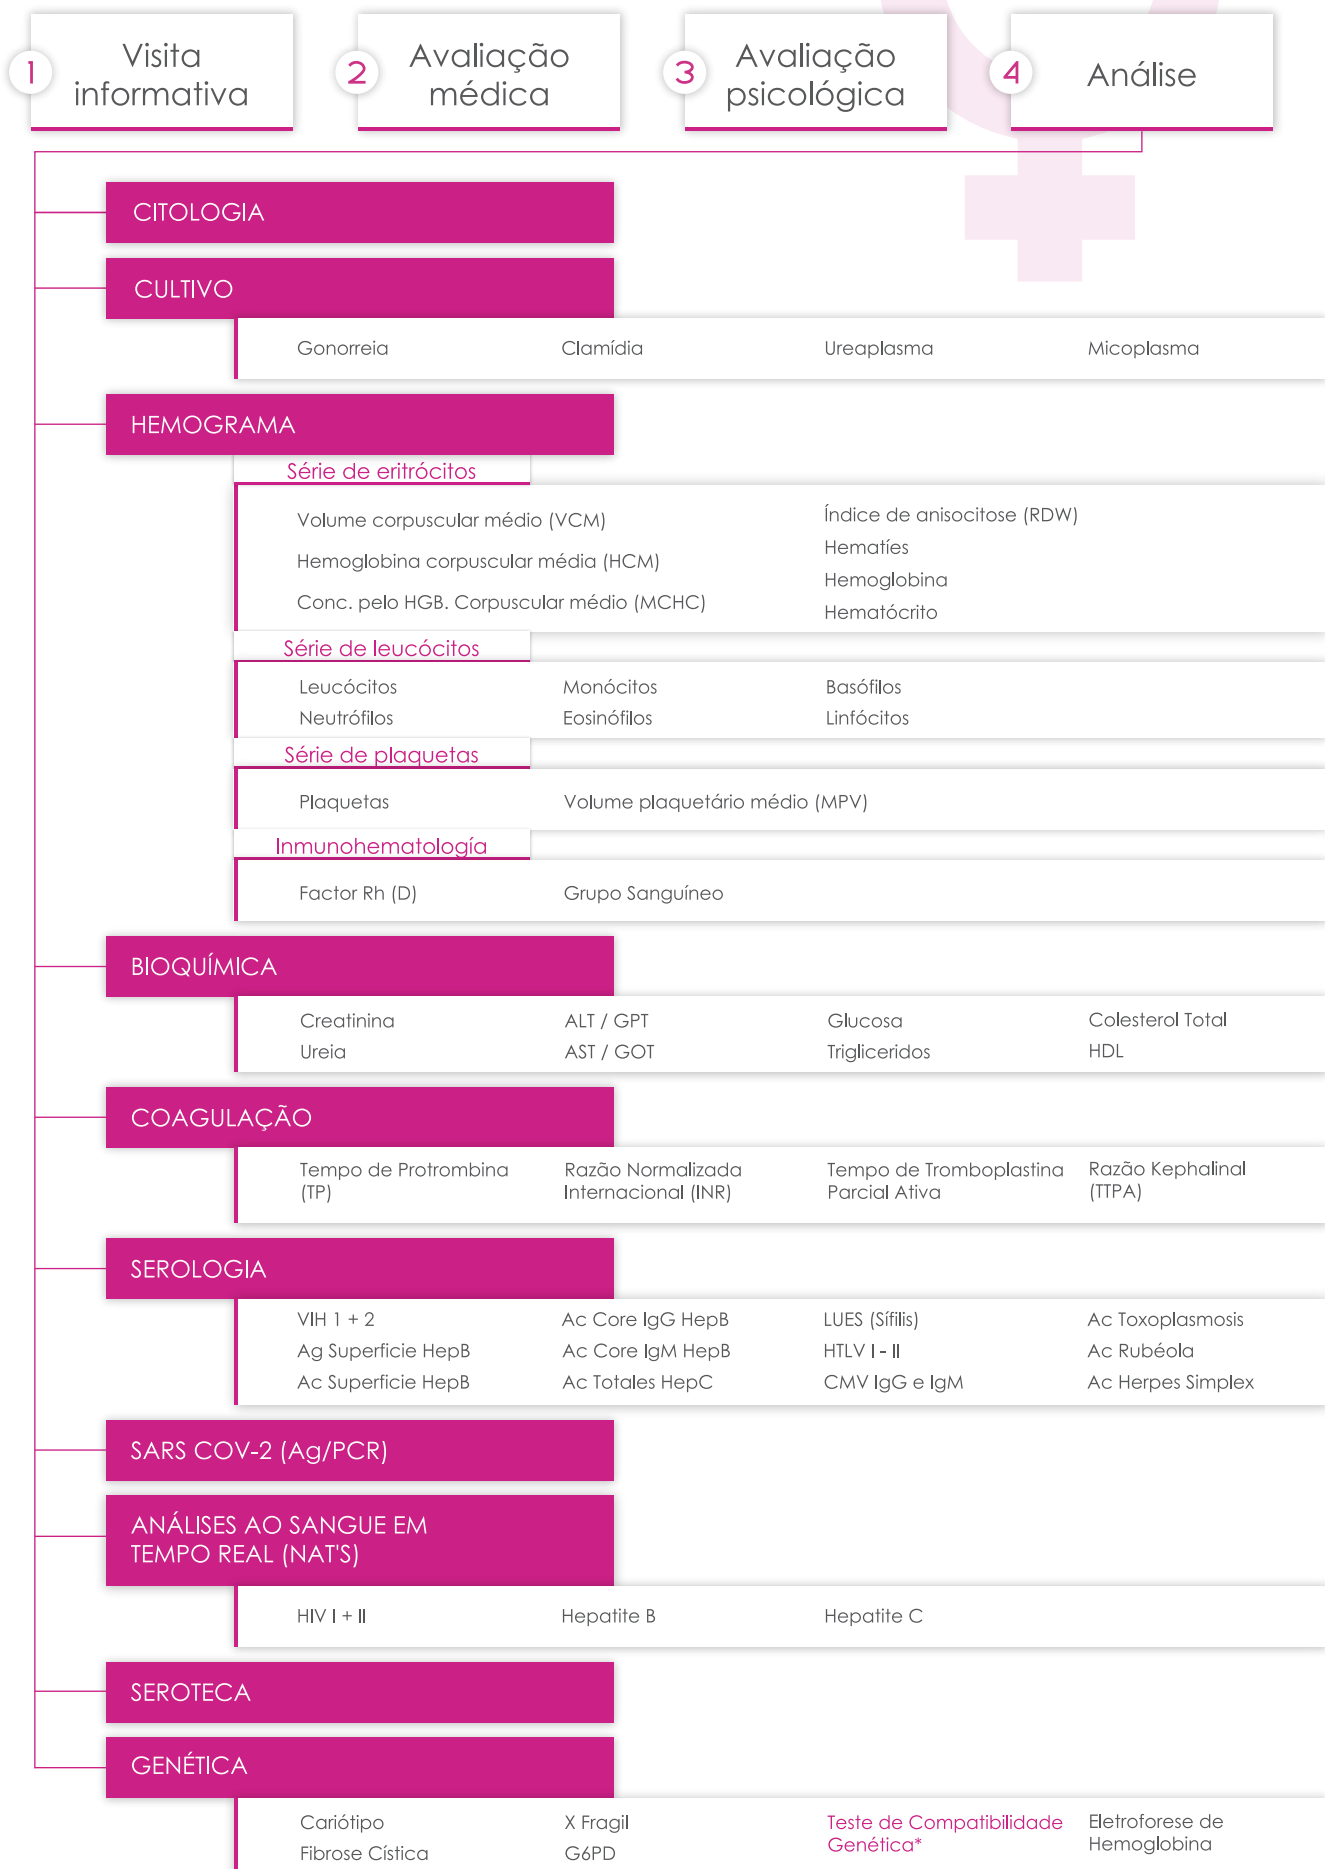 1
Visita
informativa
2
Avaliação
médica
3
Avaliação
psicológica
4
Análise
CITOLOGIA
CULTIVO
Gonorreia
Clamídia
Ureaplasma
Micoplasma
HEMOGRAMA
Série de eritrócitos
Volume corpuscular médio (VCM)
Hemoglobina corpuscular média (HCM)
Conc. pelo HGB. Corpuscular médio (MCHC)
Índice de anisocitose (RDW)
Hematíes
Hemoglobina
Hematócrito
Série de leucócitos
Leucócitos
Neutrófilos
Monócitos
Eosinófilos
Basófilos
Linfócitos
Série de plaquetas
Plaquetas
Volume plaquetário médio (MPV)
Inmunohematología
Factor Rh (D)
Grupo Sanguíneo
BIOQUÍMICA
Creatinina
Ureia
ALT / GPT
AST / GOT
Glucosa
Trigliceridos
Colesterol Total
HDL
COAGULAÇÃO
Tempo de Protrombina
(TP)
Razão Normalizada
Internacional (INR)
Tempo de Tromboplastina
Parcial Ativa
Razão Kephalinal
(TTPA)
SEROLOGIA
VIH 1 + 2
Ag Superficie HepB
Ac Superficie HepB
Ac Core IgG HepB
Ac Core IgM HepB
Ac Totales HepC
LUES (Sífilis)
HTLV I - II
CMV IgG e IgM
Ac Toxoplasmosis
Ac Rubéola
Ac Herpes Simplex
SARS COV-2 (Ag/PCR)
ANÁLISES AO SANGUE EM
TEMPO REAL (NAT'S)
HIV I + II
Hepatite B
Hepatite C
SEROTECA
GENÉTICA
Cariótipo
Fibrose Cística
X Fragil
G6PD
Teste de Compatibilidade
Genética*
Eletroforese de
Hemoglobina